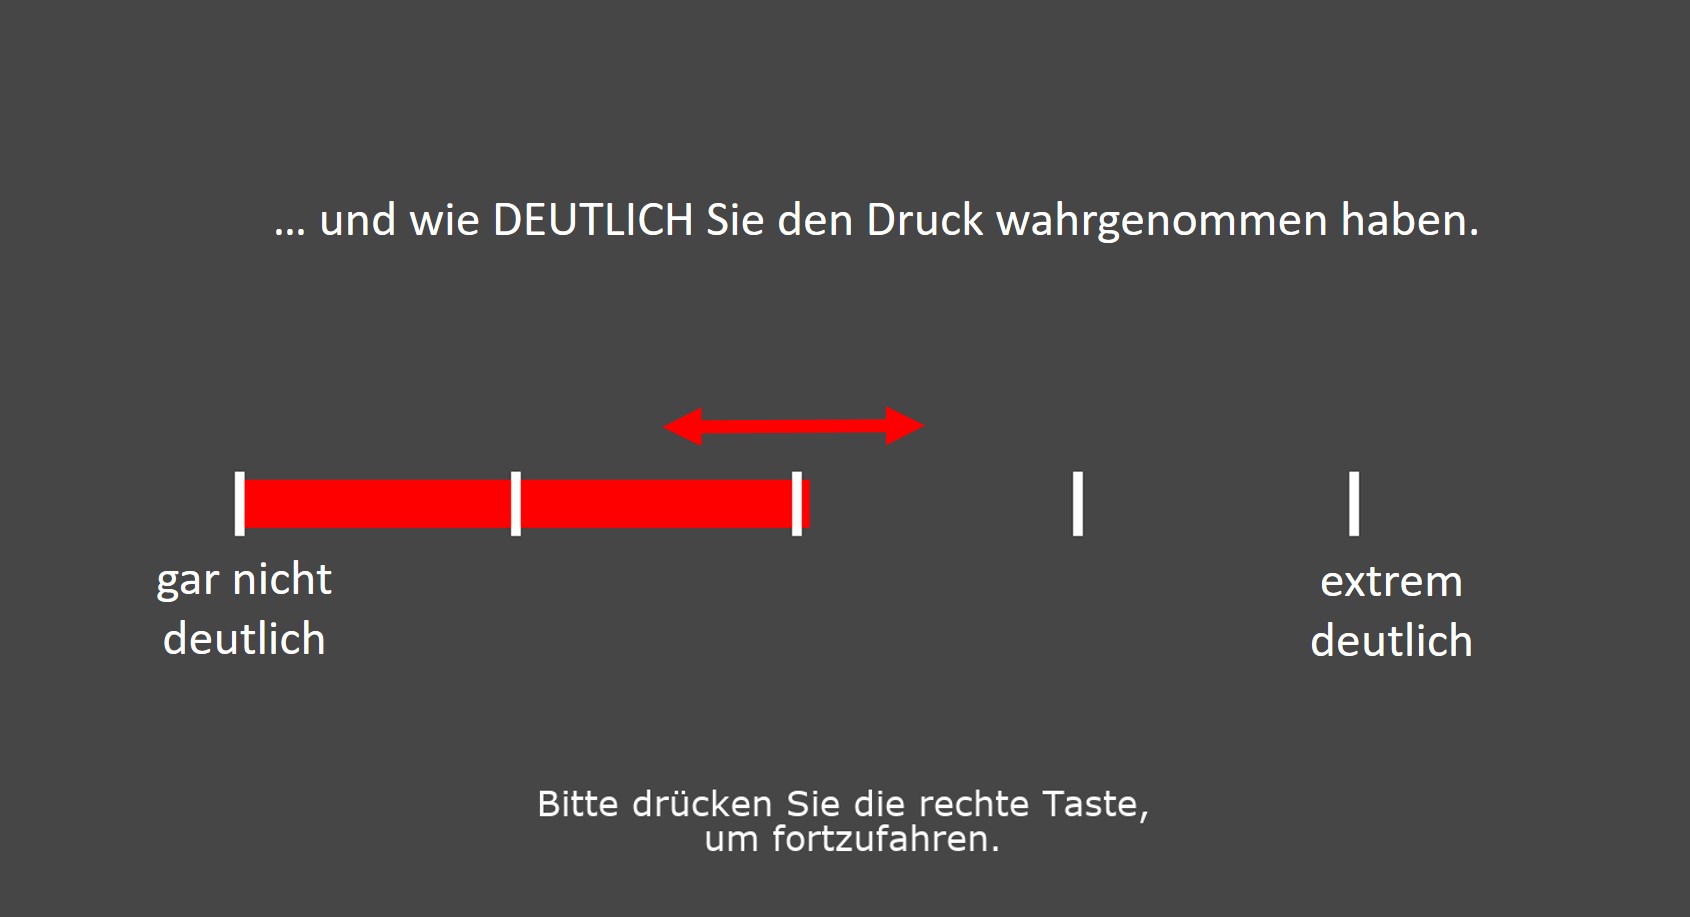 … und wie DEUTLICH Sie den Druck wahrgenommen haben.
gar nicht
deutlich
extrem
deutlich
Bitte drücken Sie die rechte Taste,
um fortzufahren.